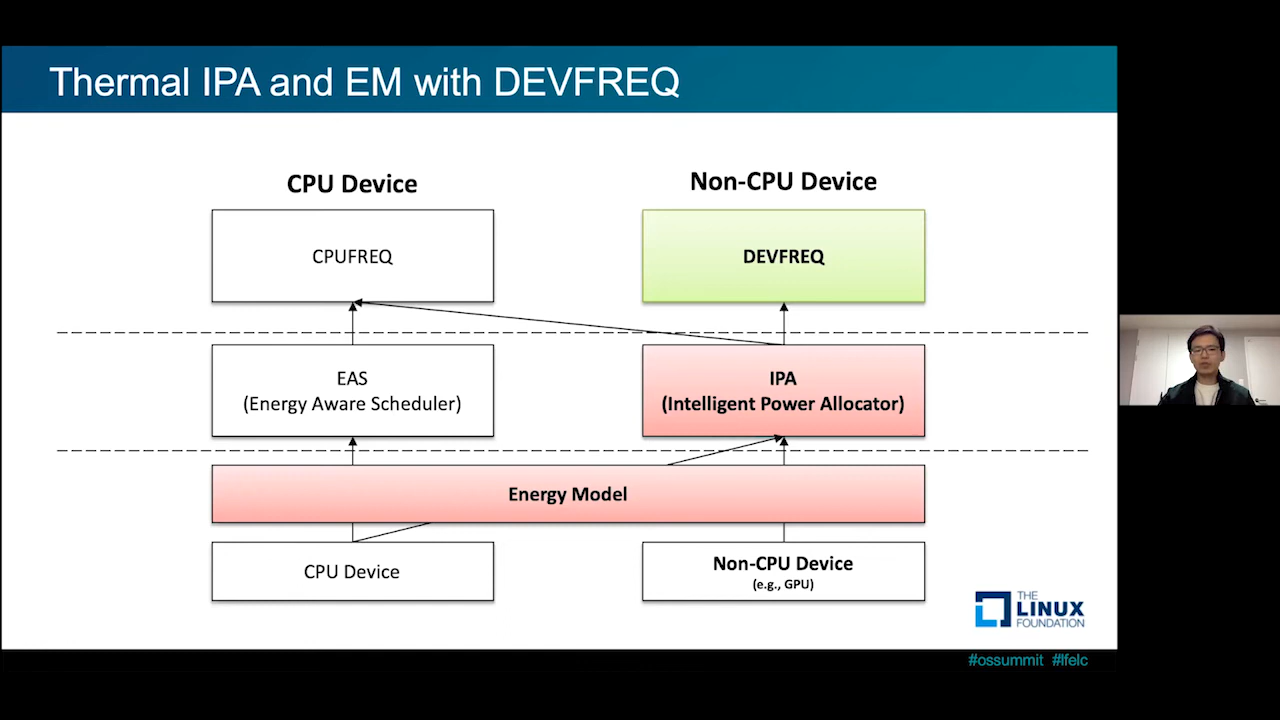 Thermal IPA and EM with DEVFREQ
CPU Device
Non-CPU Device
CPUFREQ
DEVFREQ
EAS
(Energy Aware Scheduler)
IPA
(Intelligent Power Allocator)
Energy Model
CPU Device
Non-CPU Device
(e.g., GPU)
THE
LINUX
FOUNDATION
#ossummit #lfelc